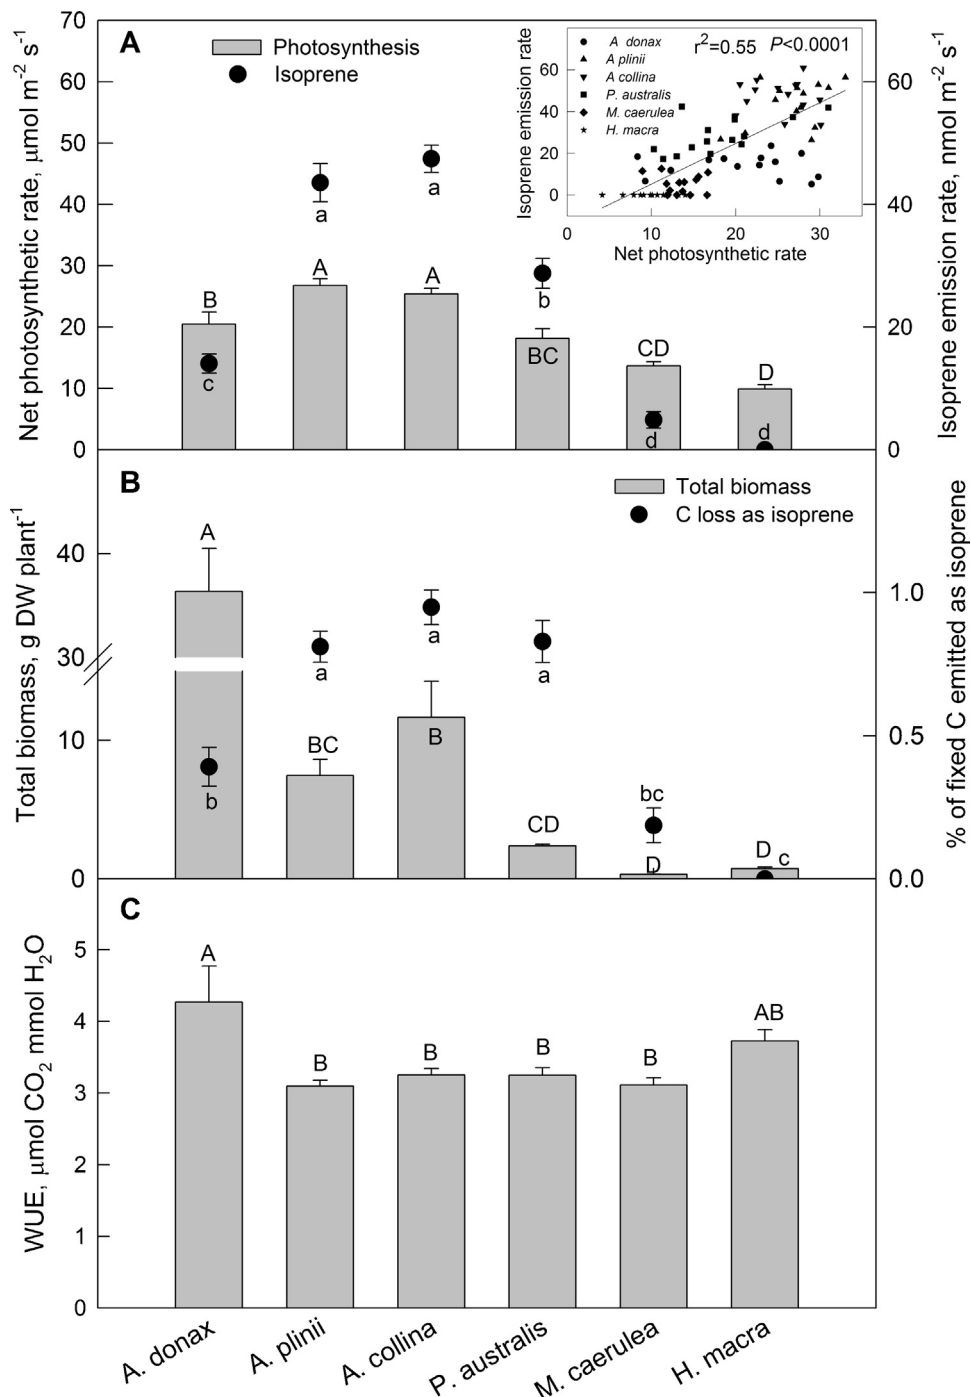 A
Photosynthesis
Isoprene
Net photosynthetic rate, μmol m⁻² s⁻¹
70
60
50
40
30
20
10
0
B
A
A
BC
CD
D
c
a
a
b
d
d
Isoprene emission rate, nmol m⁻² s⁻¹
60
40
20
0
r²=0.55 P<0.0001
A donax
A plinii
A collina
P. australis
M. caerulea
H. macra
Isoprene emission rate
60
40
20
0
0 10 20 30
Net photosynthetic rate
B
Total biomass
C loss as isoprene
Total biomass, g DW plant⁻¹
40
30
10
0
A
BC
B
CD
D
D
b
a
a
a
bc
c
% of fixed C emitted as isoprene
1.0
0.5
0.0
C
WUE, μmol CO₂ mmol H₂O
5
4
3
2
1
0
A
B
B
B
B
AB
A. donax
A. plinii
A. collina
P. australis
M. caerulea
H. macra